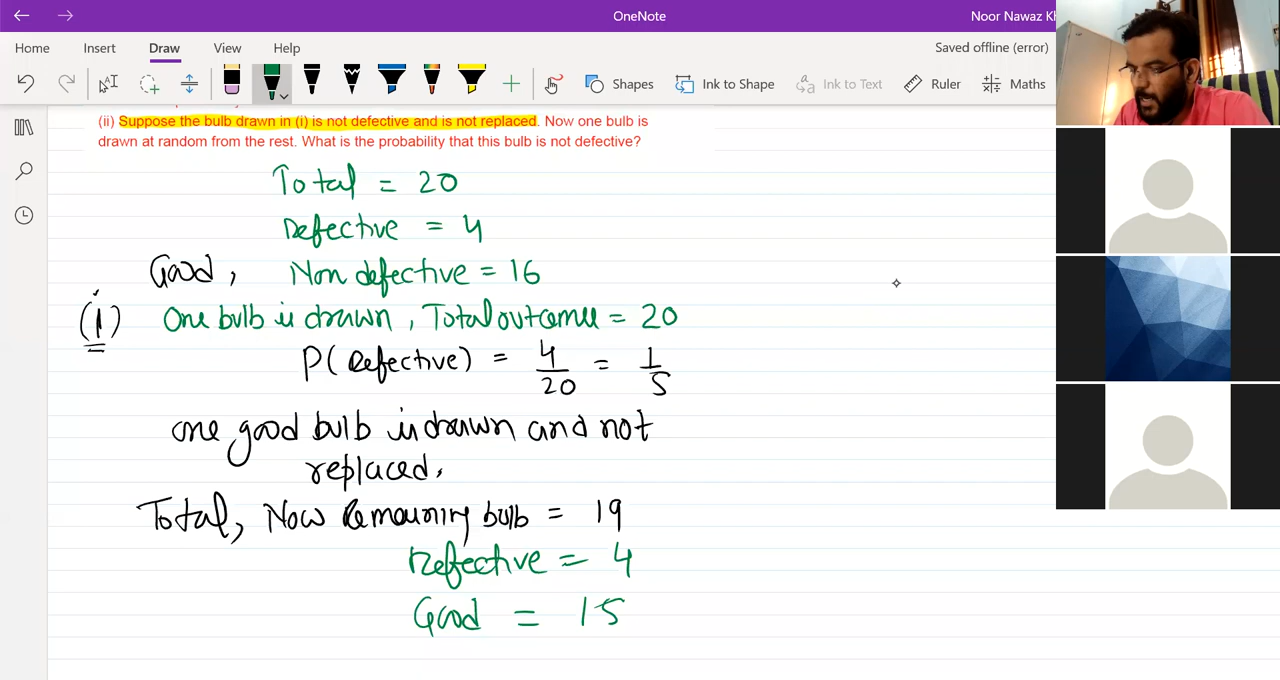 OneNote
Noor Nawaz Kh
Home Insert Draw View Help
Saved offline (error)
Shapes Ink to Shape Ink to Text Ruler Maths
(ii) Suppose the bulb drawn in (i) is not defective and is not replaced. Now one bulb is
drawn at random from the rest. What is the probability that this bulb is not defective?
Total = 20
Defective = 4
Good, Non defective = 16
(i) One bulb is drawn, Total outcome = 20
P(Defective) = 4/20 = 1/5
one good bulb is drawn and not
replaced.
Total, Now Remaining bulb = 19
Defective = 4
Good = 15